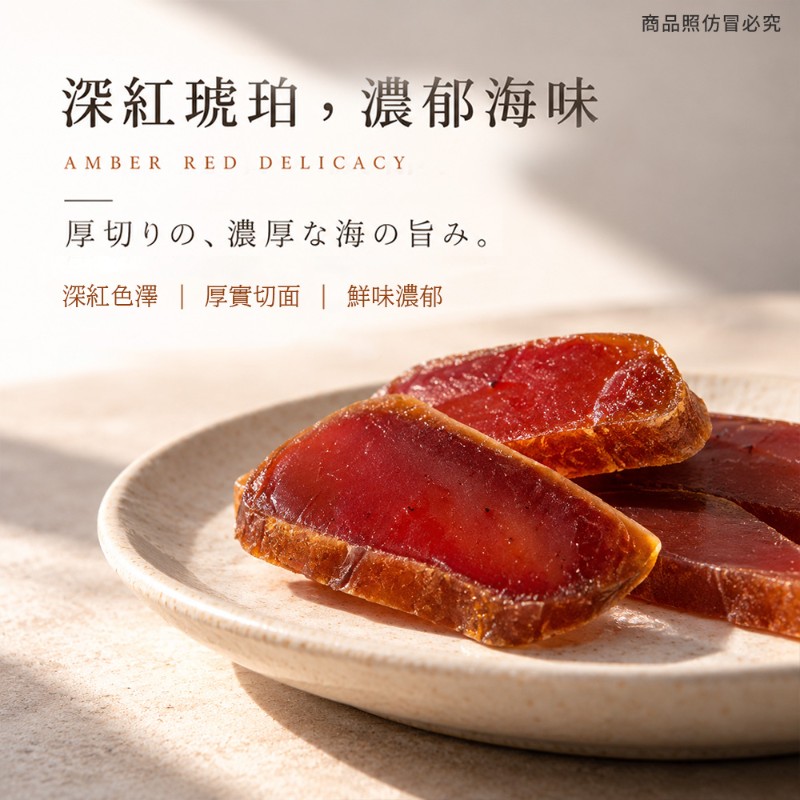 商品照仿冒必究
深紅琥珀，濃郁海味
AMBER RED DELICACY
厚切りの、濃厚な海の旨み。
深紅色澤 | 厚實切面 | 鮮味濃郁